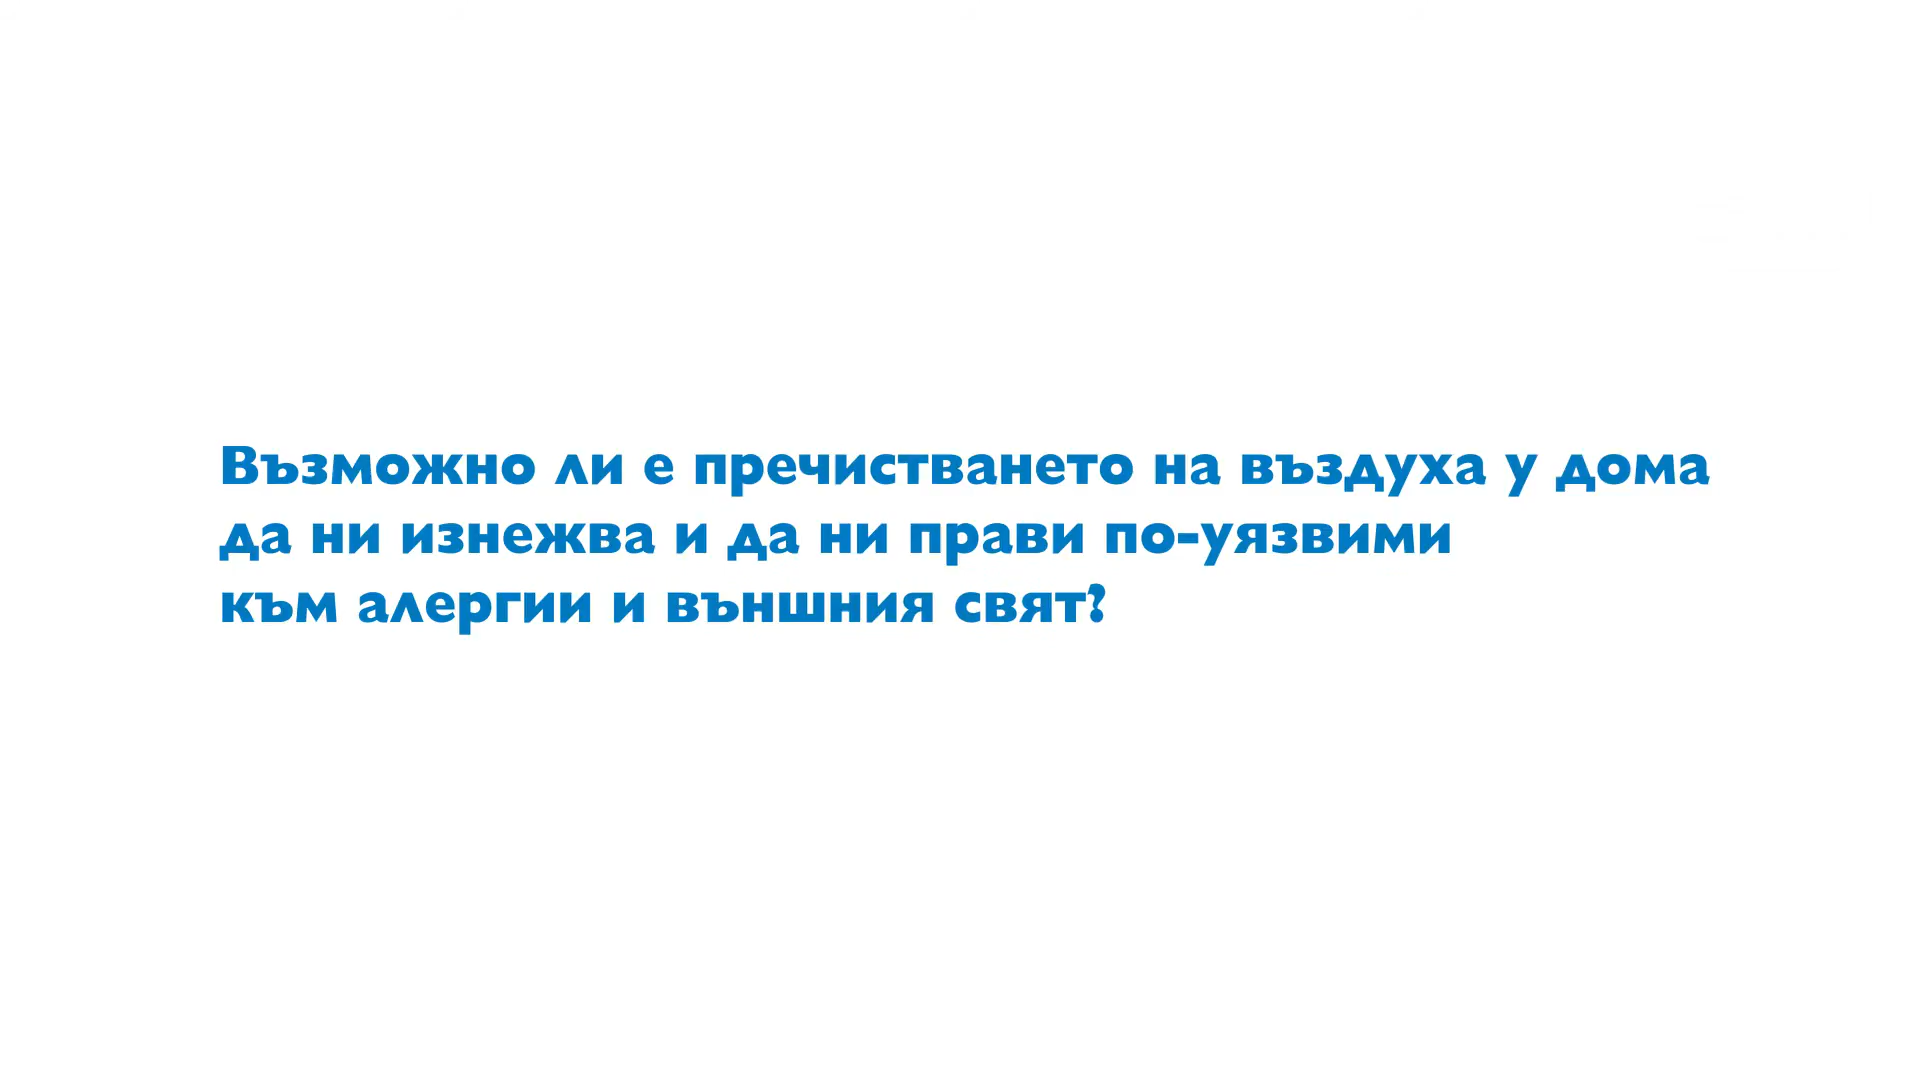 Възможно ли е пречистването на въздуха у дома
да ни изнежва и да ни прави по-уязвими
към алергии и външния свят?